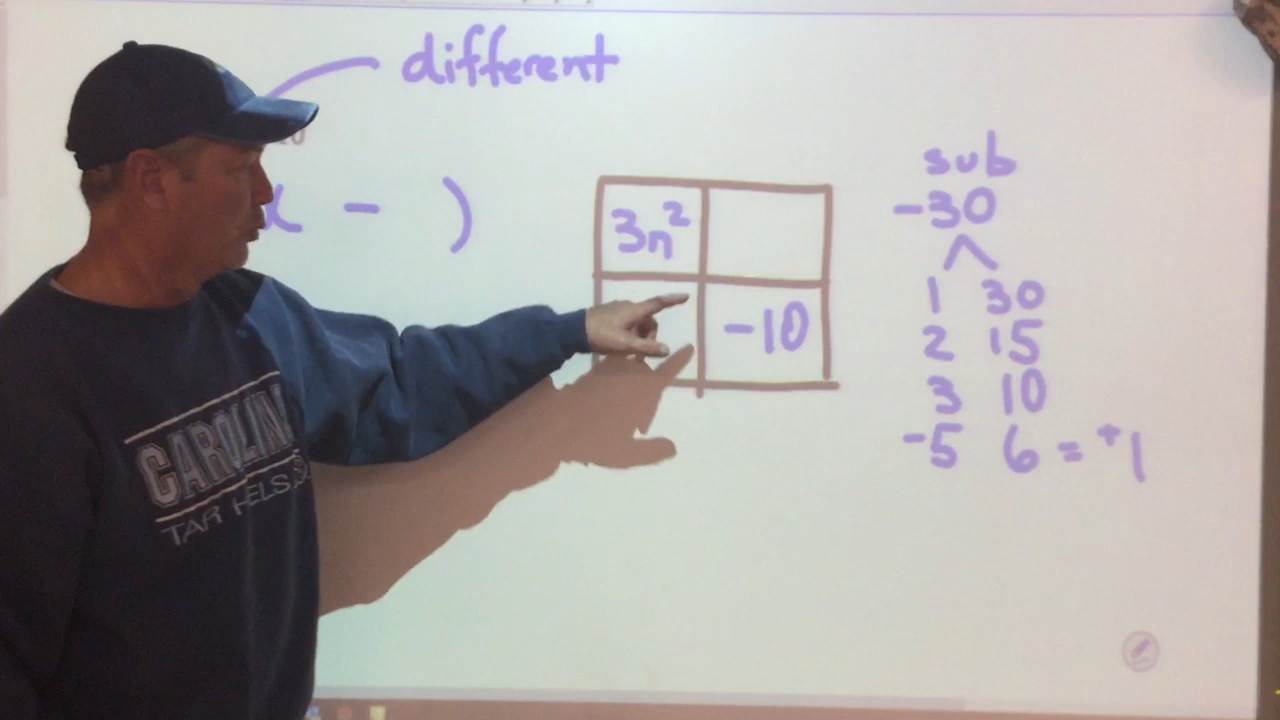 different
x - )
3n²
-10
sub
-30
1 30
2 15
3 10
-5 6 = +1
CAROLINA
TAR HEELS